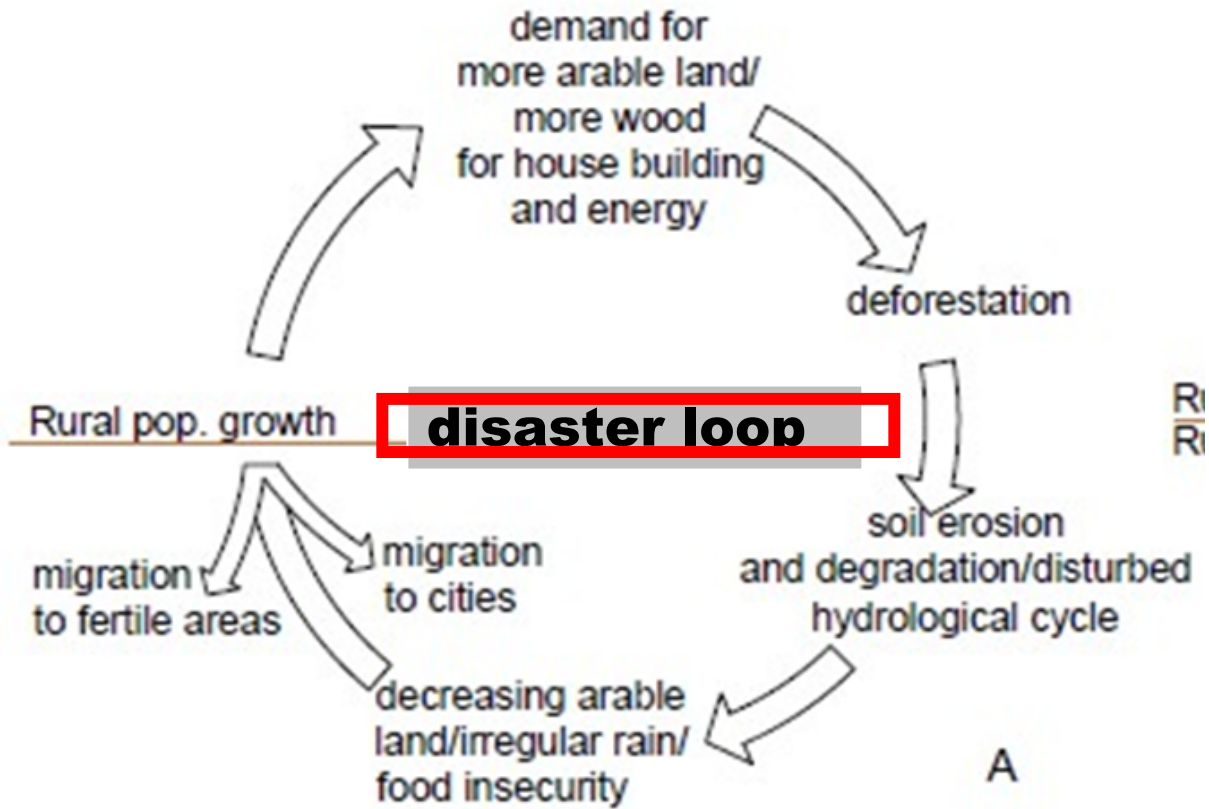 demand for
more arable land/
more wood
for house building
and energy
deforestation
Rural pop. growth
disaster loop
Ru
Ru
soil erosion
and degradation/disturbed
hydrological cycle
migration
to fertile areas
migration
to cities
decreasing arable
land/irregular rain/
food insecurity
A